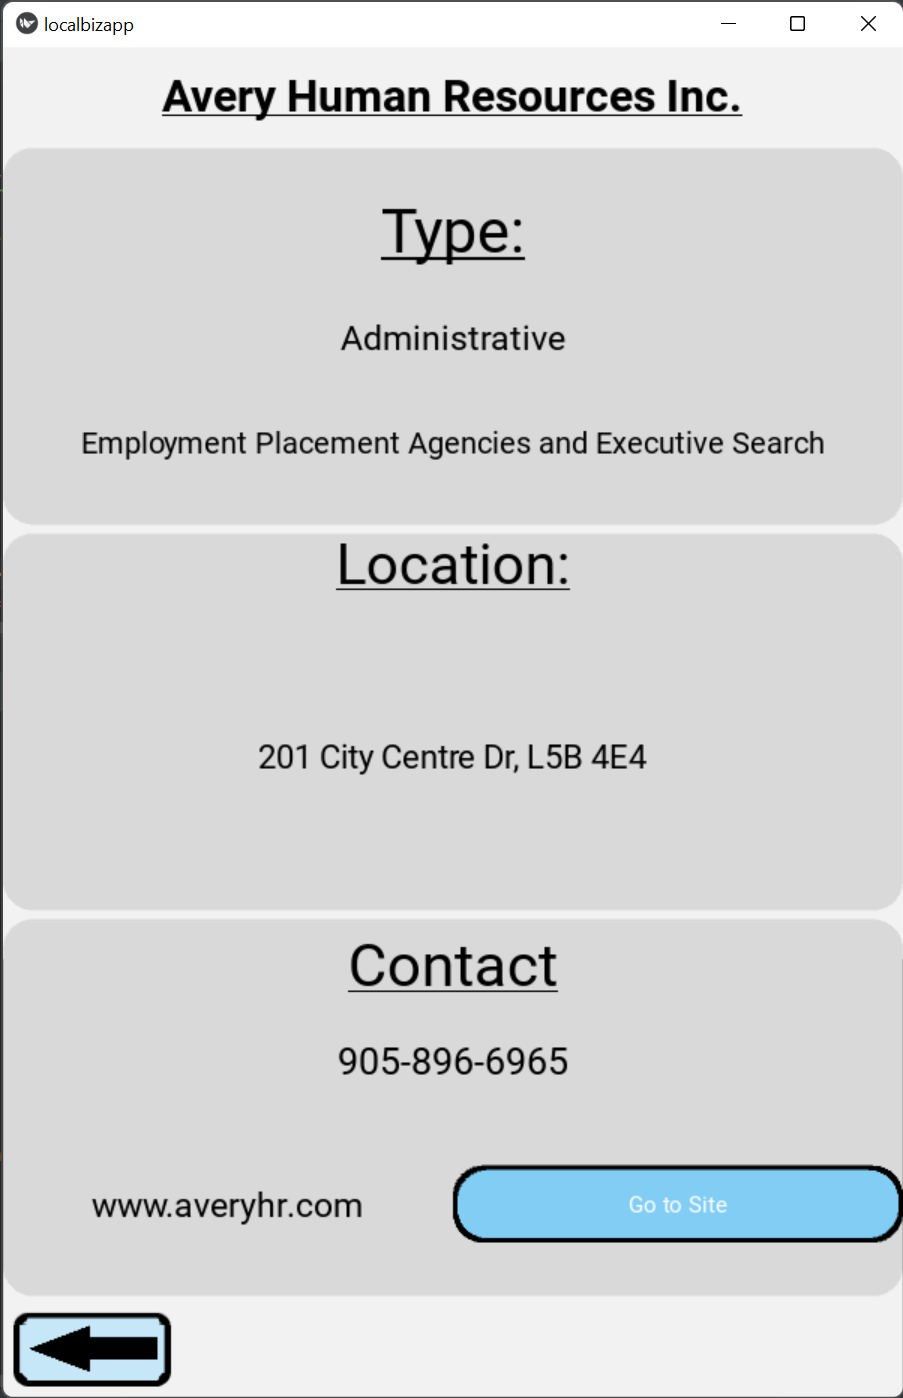 localbizapp
Avery Human Resources Inc.
Type:
Administrative
Employment Placement Agencies and Executive Search
Location:
201 City Centre Dr, L5B 4E4
Contact
905-896-6965
www.averyhr.com
Go to Site